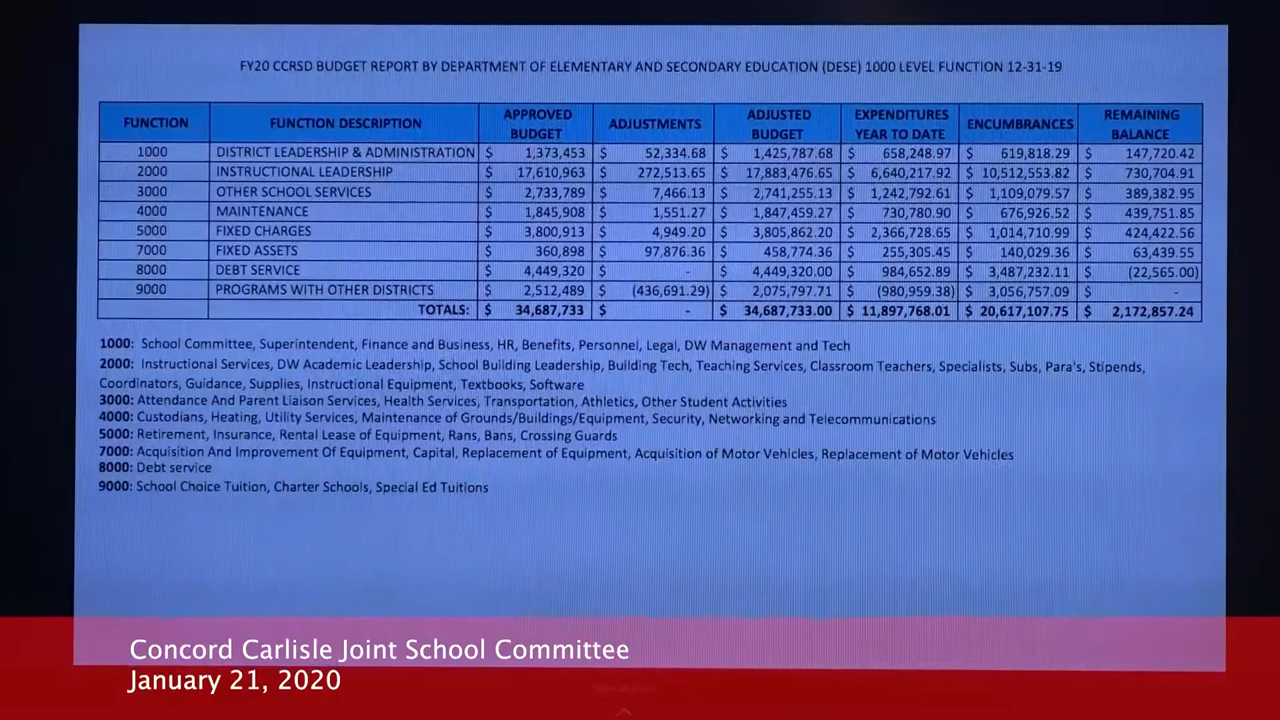 FY20 CCRSD BUDGET REPORT BY DEPARTMENT OF ELEMENTARY AND SECONDARY EDUCATION (DESE) 1000 LEVEL FUNCTION 12-31-19
FUNCTION FUNCTION DESCRIPTION APPROVED BUDGET ADJUSTMENTS ADJUSTED BUDGET EXPENDITURES YEAR TO DATE ENCUMBRANCES REMAINING BALANCE
1000 DISTRICT LEADERSHIP & ADMINISTRATION $ 1,373,453 $ 52,334.68 $ 1,425,787.68 $ 658,248.97 $ 619,818.29 $ 147,720.42
2000 INSTRUCTIONAL LEADERSHIP $ 17,610,963 $ 272,513.65 $ 17,883,476.65 $ 6,640,217.92 $ 10,512,553.82 $ 730,704.91
3000 OTHER SCHOOL SERVICES $ 2,733,789 $ 7,466.13 $ 2,741,255.13 $ 1,242,792.61 $ 1,109,079.57 $ 389,382.95
4000 MAINTENANCE $ 1,845,908 $ 1,551.27 $ 1,847,459.27 $ 730,780.90 $ 676,926.52 $ 439,751.85
5000 FIXED CHARGES $ 3,800,913 $ 4,949.20 $ 3,805,862.20 $ 2,366,728.65 $ 1,014,710.99 $ 424,422.56
7000 FIXED ASSETS $ 360,898 $ 97,876.36 $ 458,774.36 $ 255,305.45 $ 140,029.36 $ 63,439.55
8000 DEBT SERVICE $ 4,449,320 $ - $ 4,449,320.00 $ 984,652.89 $ 3,487,232.11 $ (22,565.00)
9000 PROGRAMS WITH OTHER DISTRICTS $ 2,512,489 $ (436,691.29) $ 2,075,797.71 $ (980,959.38) $ 3,056,757.09 $ -
TOTALS: $ 34,687,733 $ - $ 34,687,733.00 $ 11,897,768.01 $ 20,617,107.75 $ 2,172,857.24
1000: School Committee, Superintendent, Finance and Business, HR, Benefits, Personnel, Legal, DW Management and Tech
2000: Instructional Services, DW Academic Leadership, School Building Leadership, Building Tech, Teaching Services, Classroom Teachers, Specialists, Subs, Para's, Stipends,
Coordinators, Guidance, Supplies, Instructional Equipment, Textbooks, Software
3000: Attendance And Parent Liaison Services, Health Services, Transportation, Athletics, Other Student Activities
4000: Custodians, Heating, Utility Services, Maintenance of Grounds/Buildings/Equipment, Security, Networking and Telecommunications
5000: Retirement, Insurance, Rental Lease of Equipment, Rans, Bans, Crossing Guards
7000: Acquisition And Improvement Of Equipment, Capital, Replacement of Equipment, Acquisition of Motor Vehicles, Replacement of Motor Vehicles
8000: Debt service
9000: School Choice Tuition, Charter Schools, Special Ed Tuitions
Concord Carlisle Joint School Committee
January 21, 2020